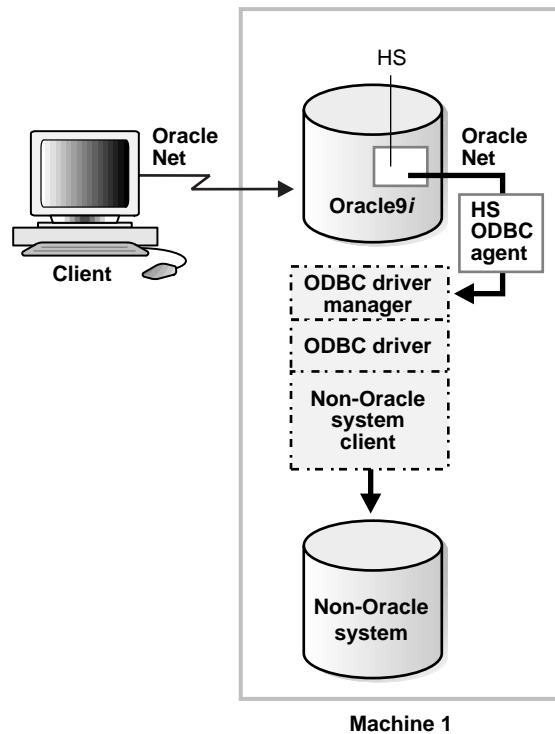 HS
Oracle
Net
Oracle
Net
Oracle9i
HS
ODBC
agent
Client
ODBC driver
manager
ODBC driver
Non-Oracle
system
client
Non-Oracle
system
Machine 1